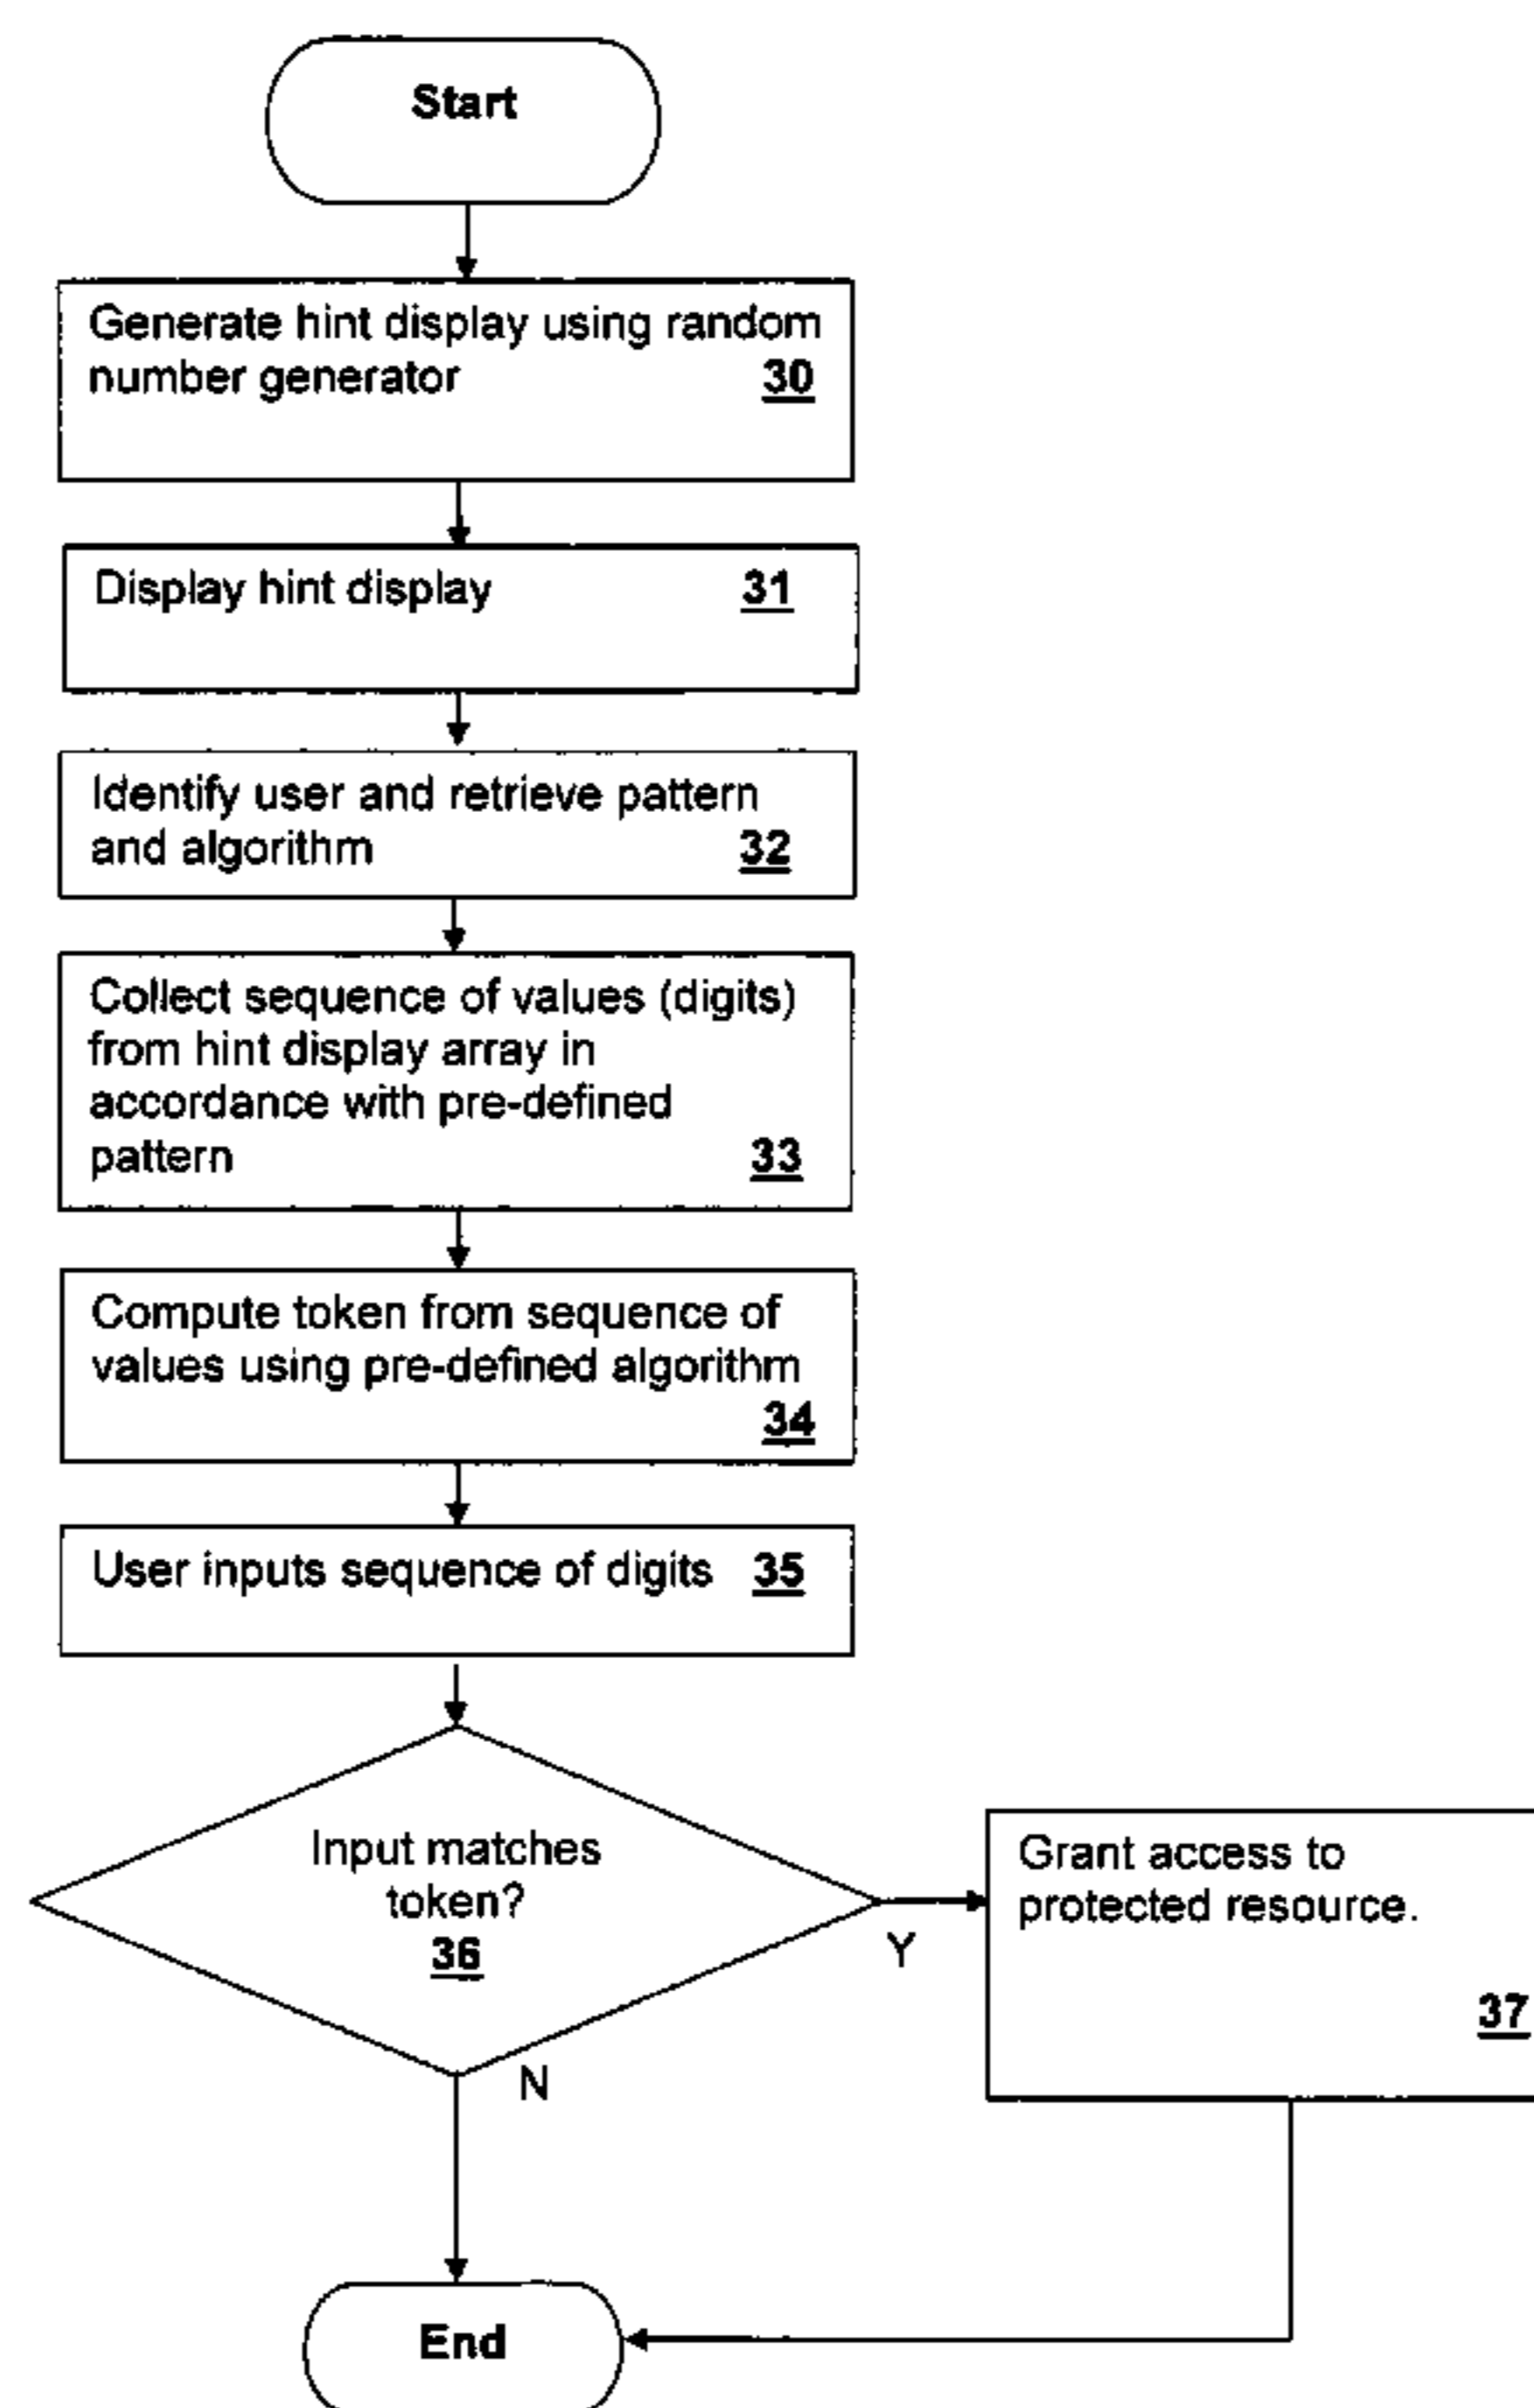 Start
Generate hint display using random
number generator 30
Display hint display 31
Identify user and retrieve pattern
and algorithm 32
Collect sequence of values (digits)
from hint display array in
accordance with pre-defined
pattern 33
Compute token from sequence of
values using pre-defined algorithm
34
User inputs sequence of digits 35
Input matches
token?
36
Y
Grant access to
protected resource.
37
N
End